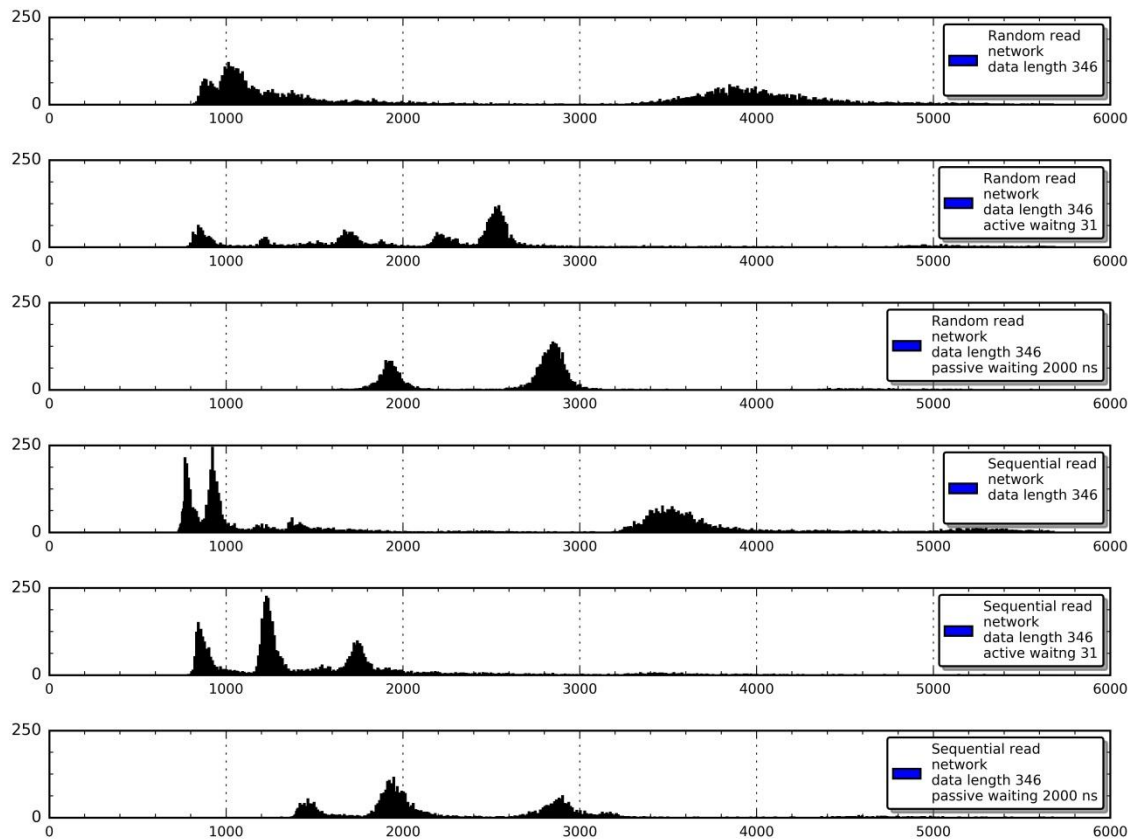 250
0
0 1000 2000 3000 4000 5000 6000
Random read
network
data length 346
250
0
0 1000 2000 3000 4000 5000 6000
Random read
network
data length 346
active waitng 31
250
0
0 1000 2000 3000 4000 5000 6000
Random read
network
data length 346
passive waiting 2000 ns
250
0
0 1000 2000 3000 4000 5000 6000
Sequential read
network
data length 346
250
0
0 1000 2000 3000 4000 5000 6000
Sequential read
network
data length 346
active waitng 31
250
0
0 1000 2000 3000 4000 5000 6000
Sequential read
network
data length 346
passive waiting 2000 ns